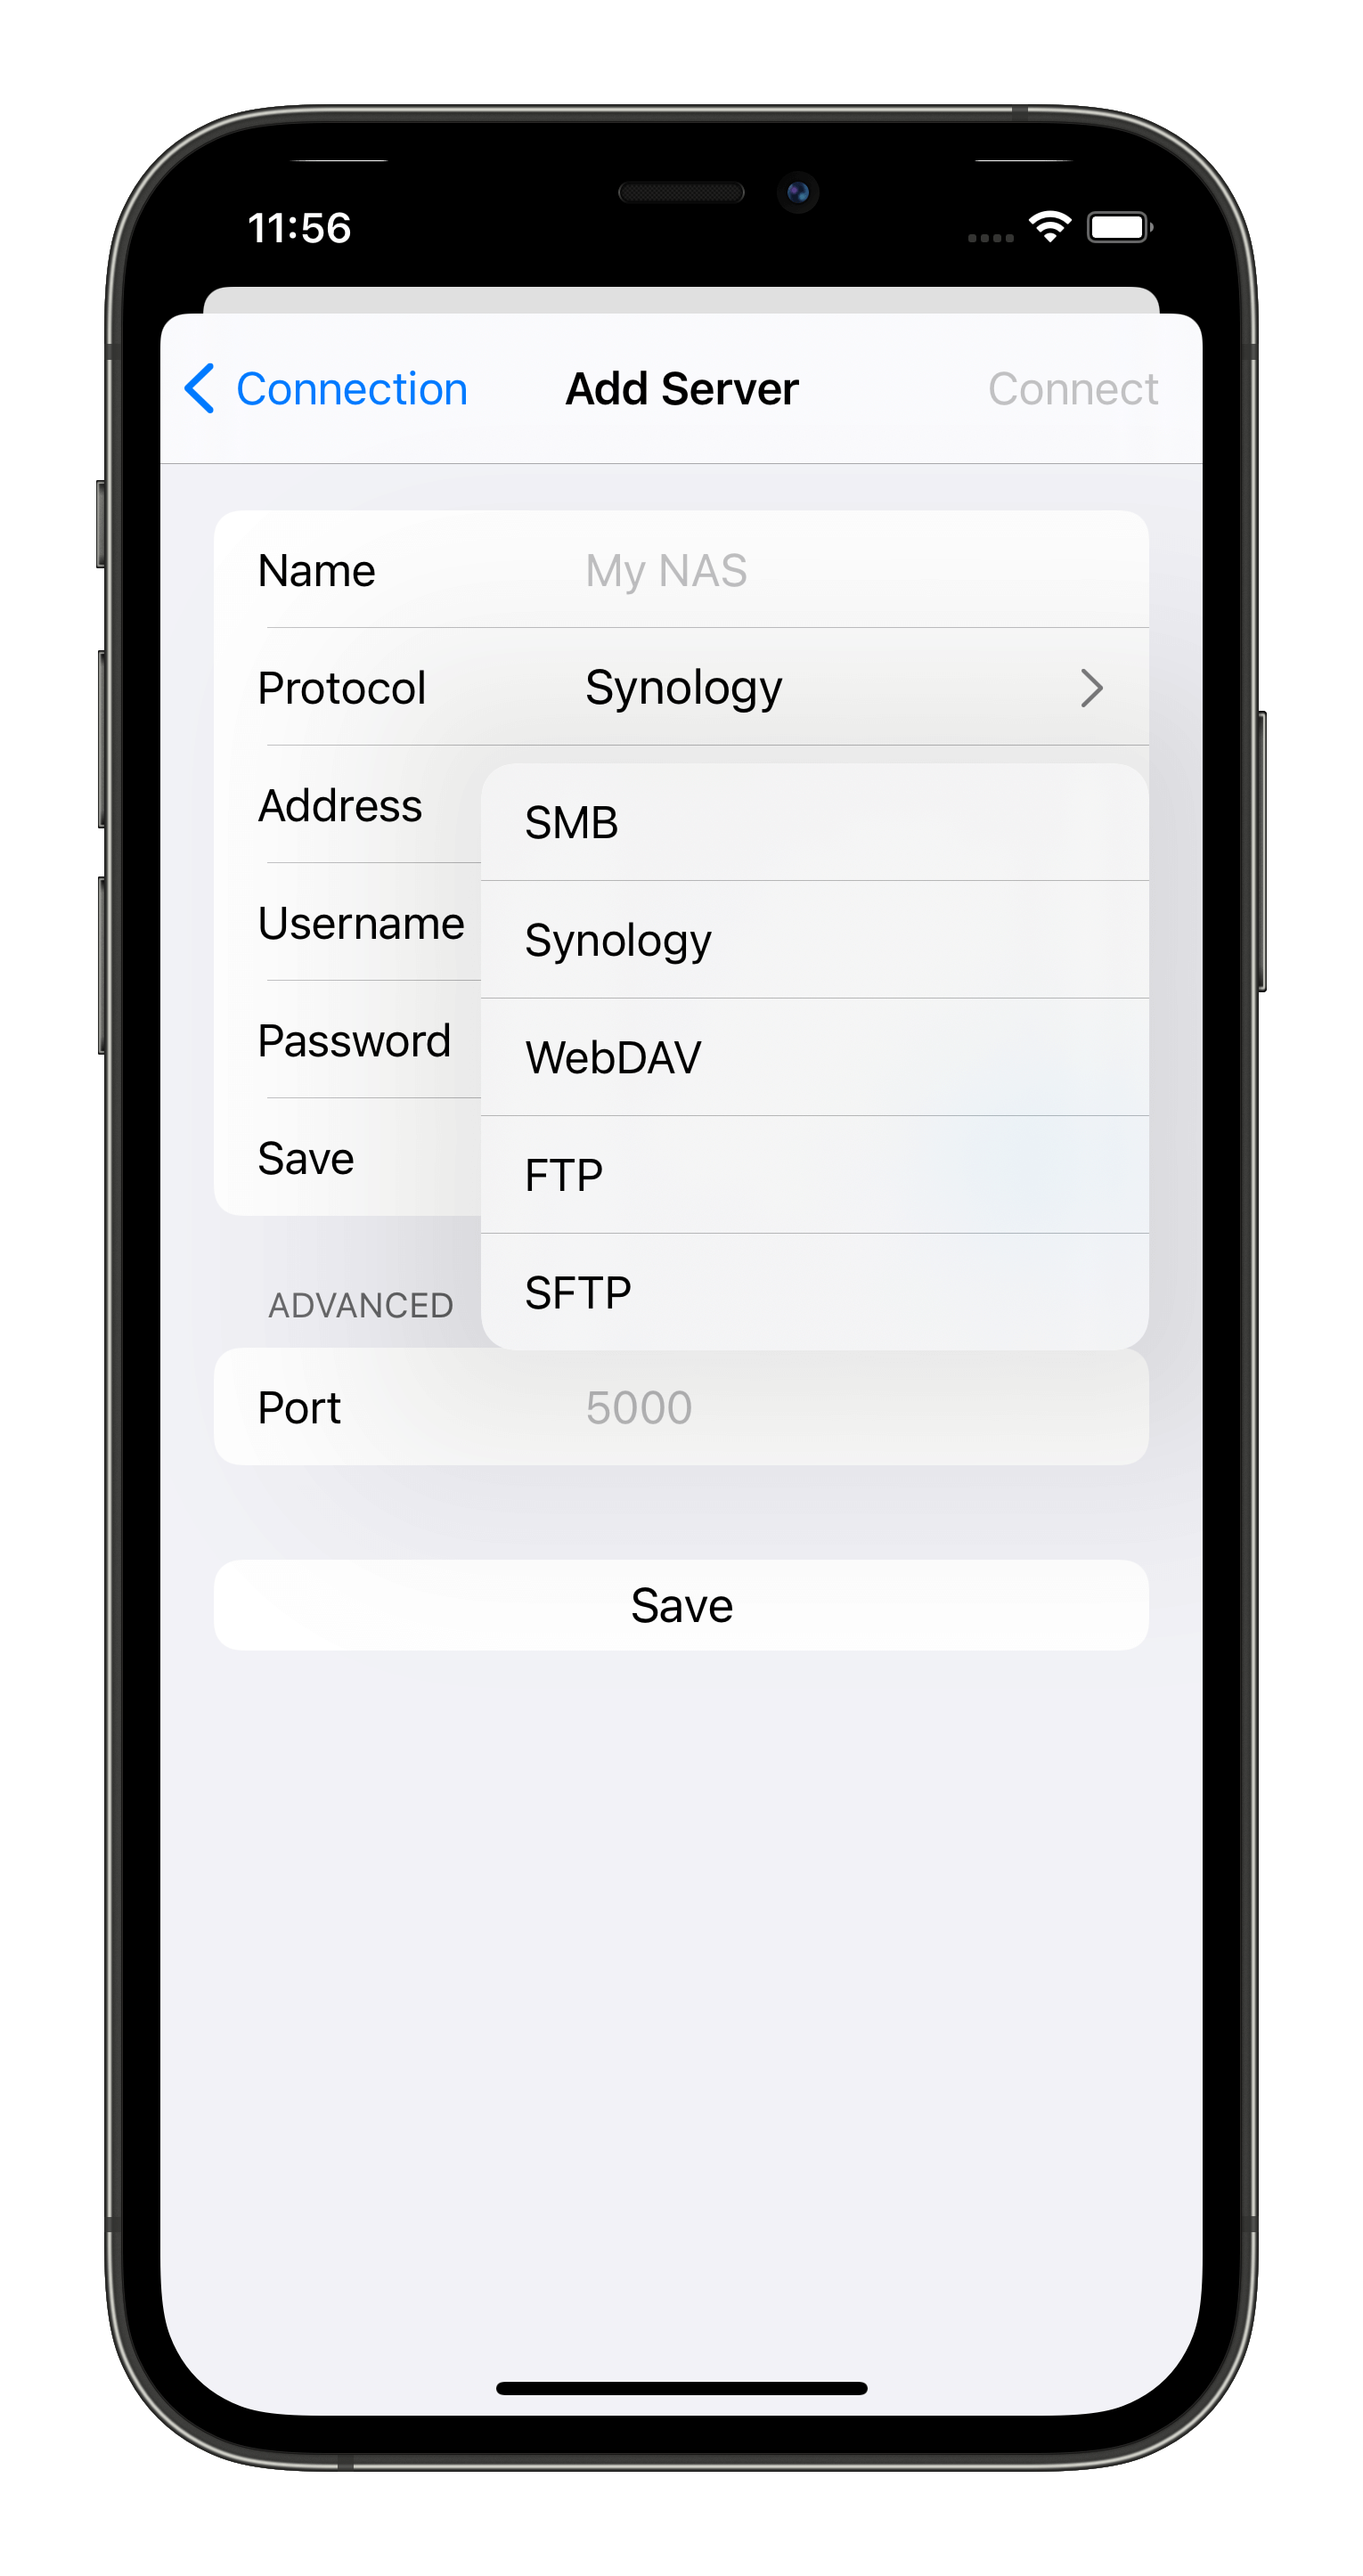 11:56
Connection Add Server Connect
Name My NAS
Protocol Synology
Address
SMB
Username
Synology
Password
WebDAV
Save
FTP
ADVANCED
SFTP
Port 5000
Save